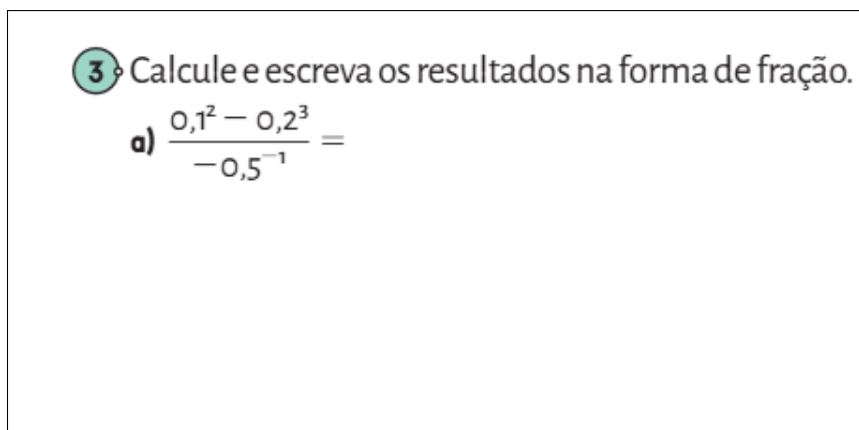 3 Calcule e escreva os resultados na forma de fração.
a) 0,1² − 0,2³
−0,5⁻¹ =